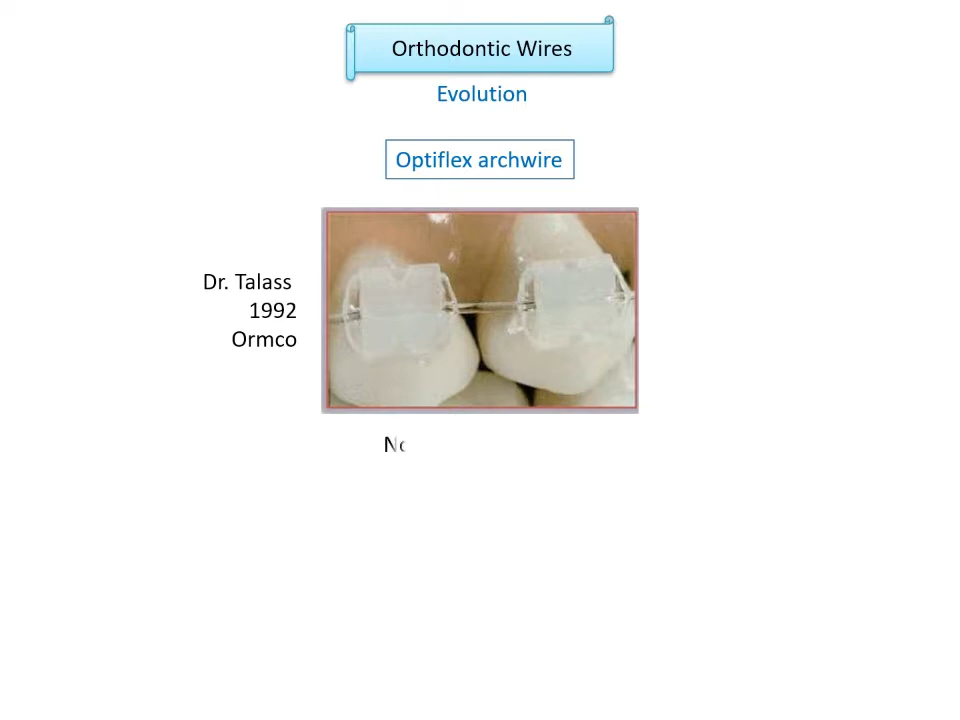 Orthodontic Wires
Evolution
Optiflex archwire
Dr. Talass
1992
Ormco